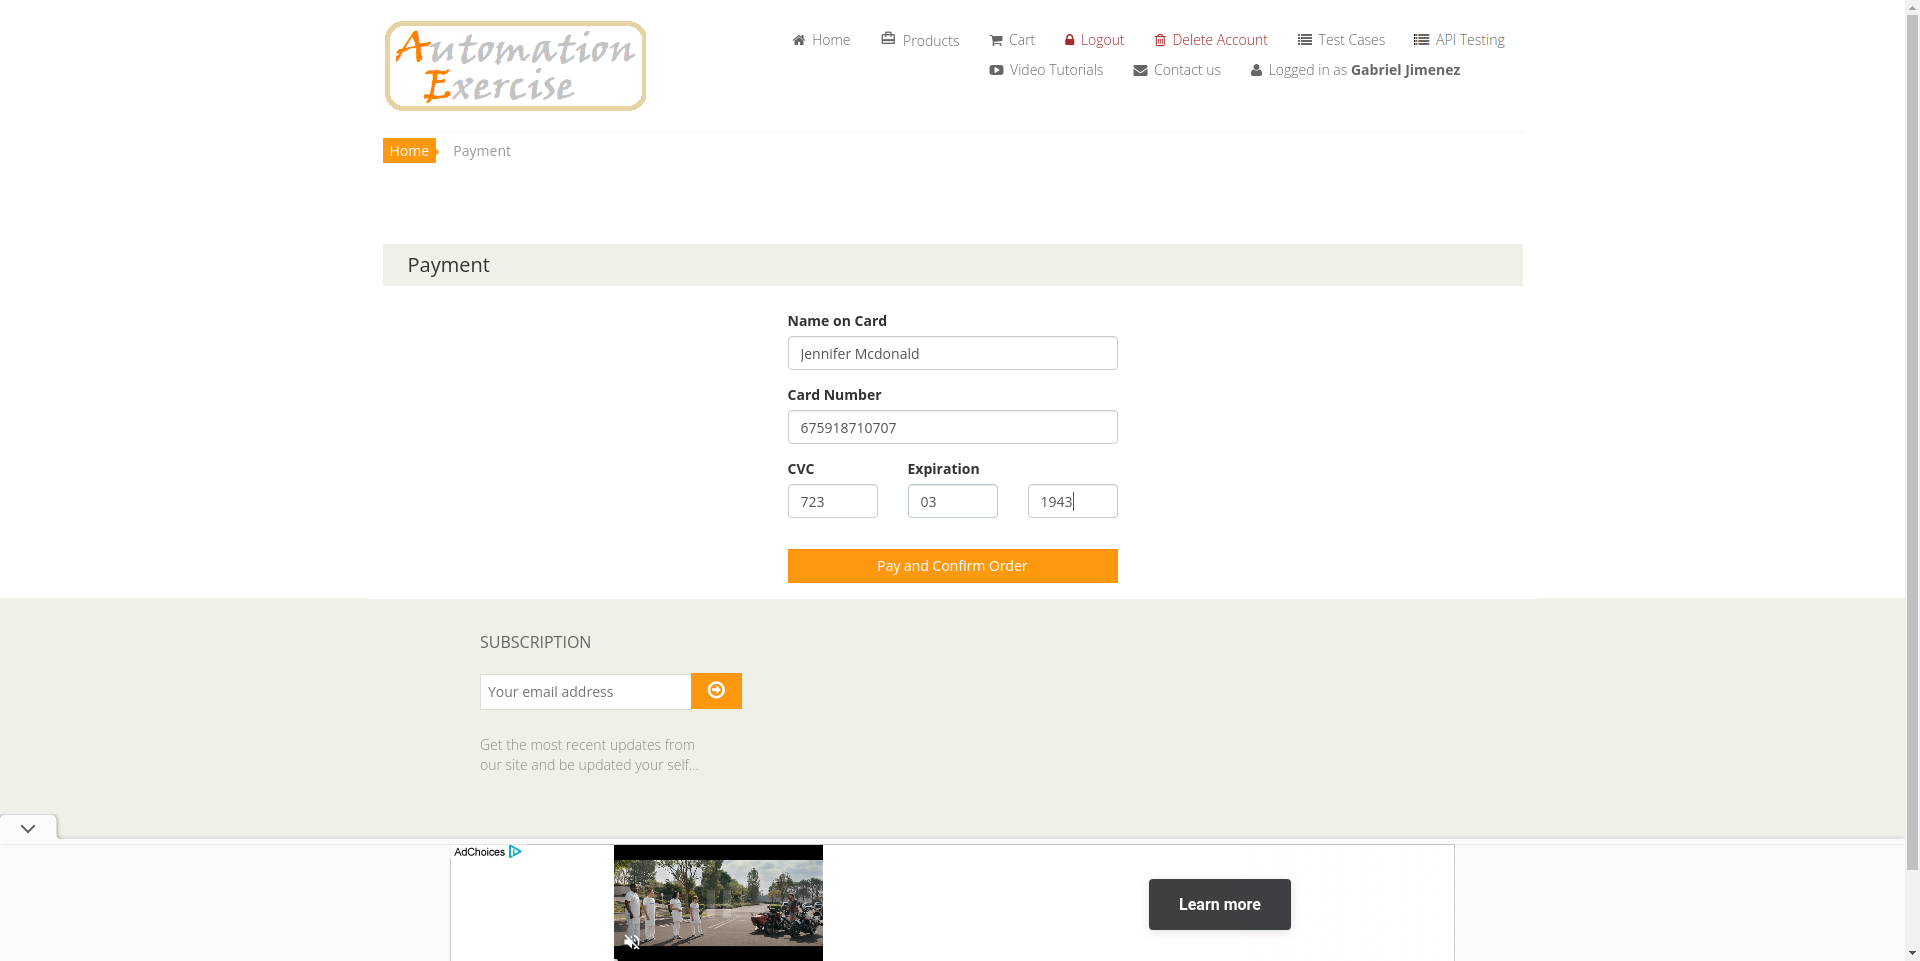 Automation
Exercise
Home
Products
Cart
Logout
Delete Account
Test Cases
API Testing
Video Tutorials
Contact us
Logged in as Gabriel Jimenez
Home
Payment
Payment
Name on Card
Jennifer Mcdonald
Card Number
675918710707
CVC
Expiration
723
03
1943
Pay and Confirm Order
SUBSCRIPTION
Your email address
Get the most recent updates from
our site and be updated your self...
AdChoices
Learn more